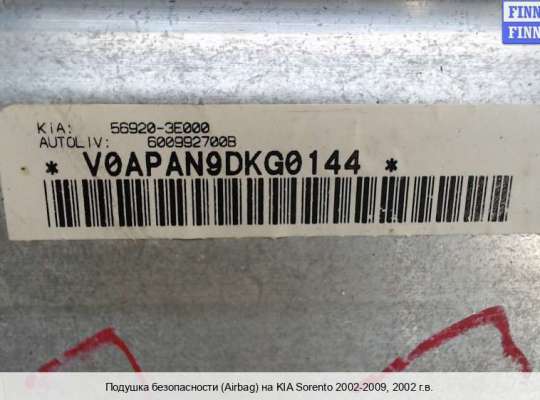 FINN
FINN
KIA: 56920-3E000
AUTOLIV: 600992700B
* V0APAN9DKG0144 *
Подушка безопасности (Airbag) на KIA Sorento 2002-2009, 2002 г.в.